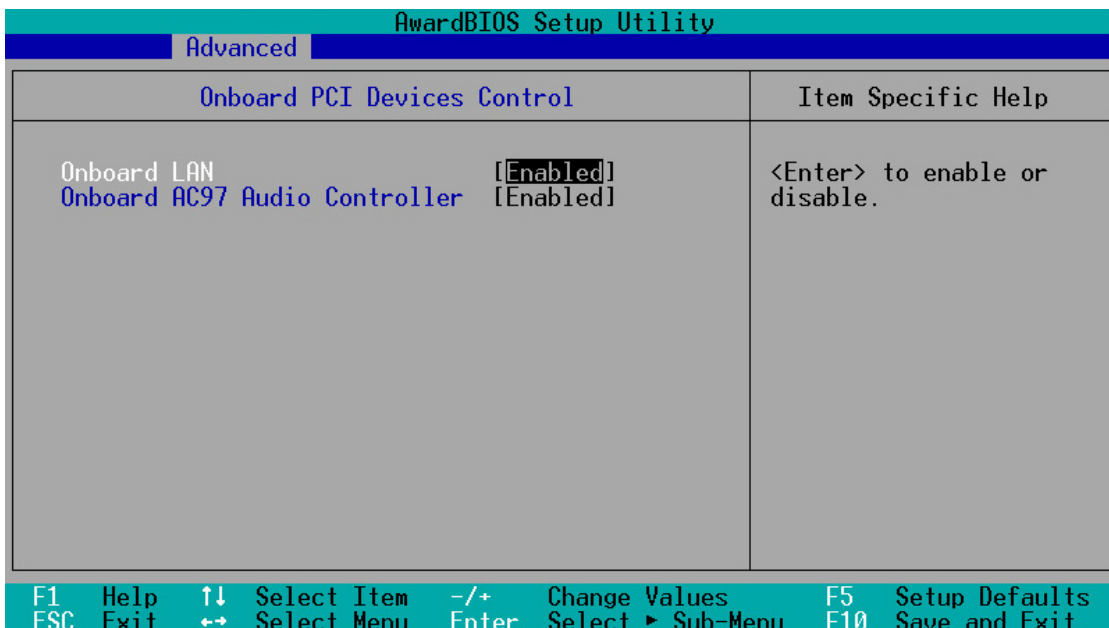 AwardBIOS Setup Utility
Advanced
Onboard PCI Devices Control
Item Specific Help
Onboard LAN [Enabled]
Onboard AC97 Audio Controller [Enabled]
<Enter> to enable or
disable.
F1 Help ↑↓ Select Item -/+ Change Values F5 Setup Defaults
ESC Exit ←→ Select Menu Enter Select ► Sub-Menu F10 Save and Exit